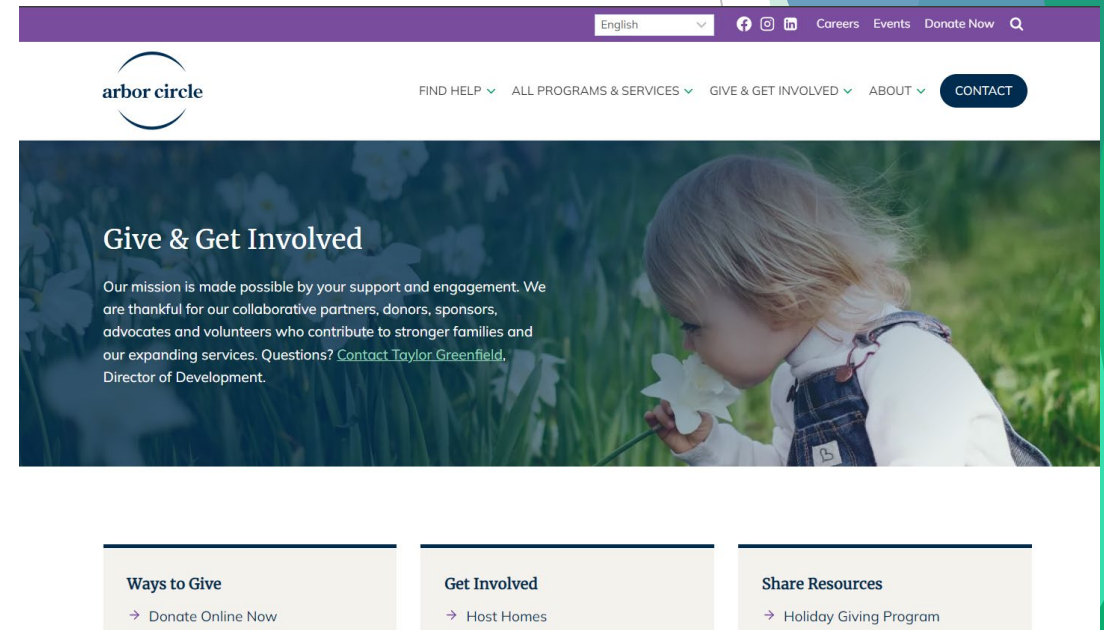 English
Careers Events Donate Now
arbor circle
FIND HELP ALL PROGRAMS & SERVICES GIVE & GET INVOLVED ABOUT CONTACT
Give & Get Involved
Our mission is made possible by your support and engagement. We
are thankful for our collaborative partners, donors, sponsors,
advocates and volunteers who contribute to stronger families and
our expanding services. Questions? Contact Taylor Greenfield,
Director of Development.
Ways to Give
→ Donate Online Now
Get Involved
→ Host Homes
Share Resources
→ Holiday Giving Program